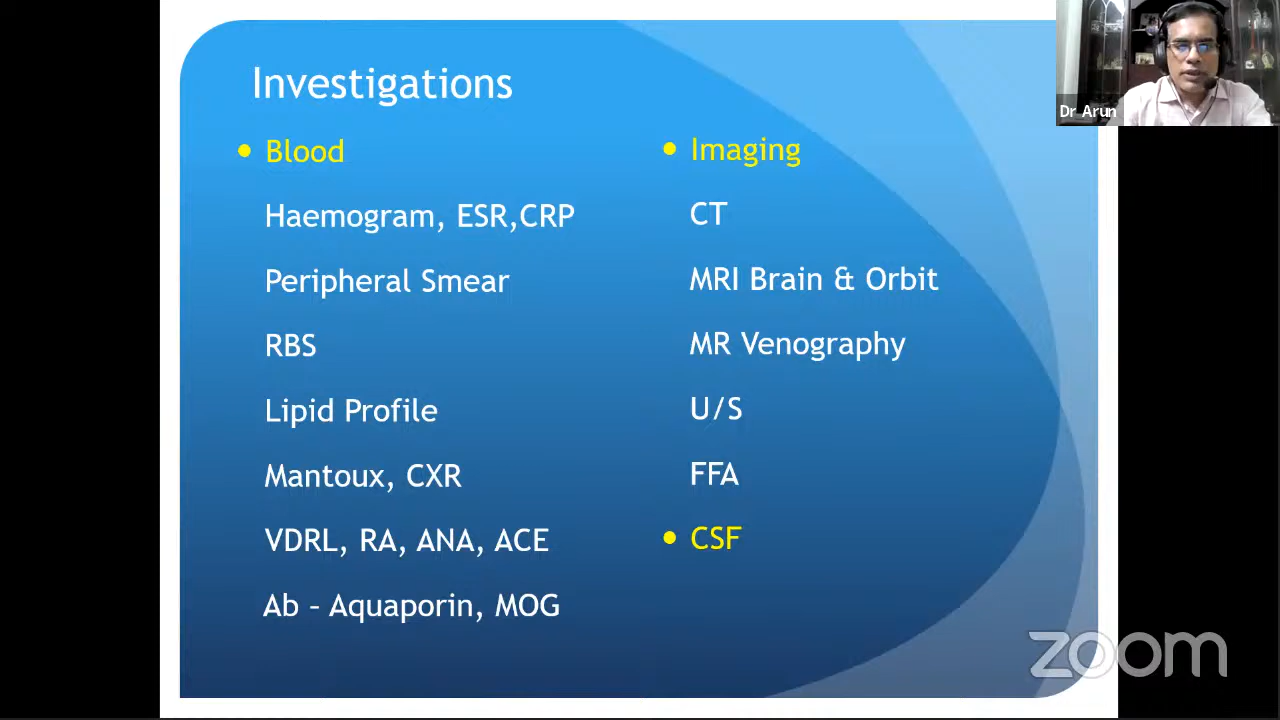 Investigations
Blood
Haemogram, ESR,CRP
Peripheral Smear
RBS
Lipid Profile
Mantoux, CXR
VDRL, RA, ANA, ACE
Ab – Aquaporin, MOG
Imaging
CT
MRI Brain & Orbit
MR Venography
U/S
FFA
CSF
Dr Arun
zoom